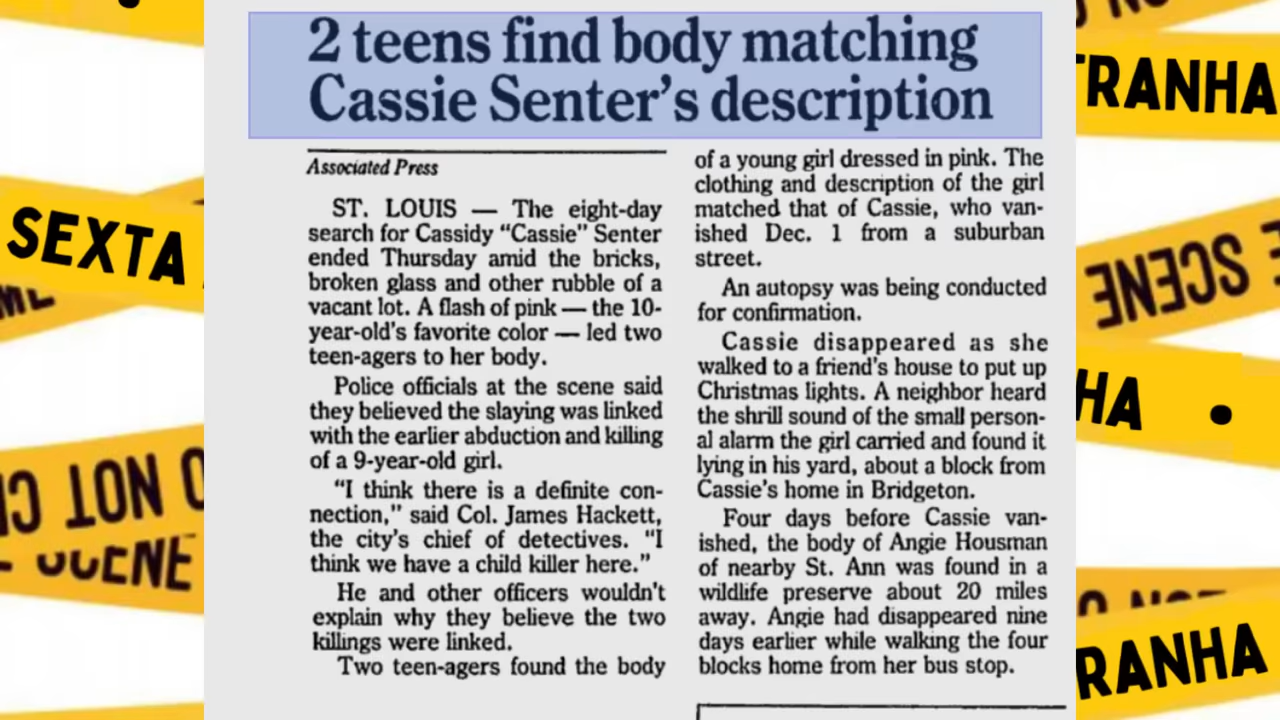 2 teens find body matching
Cassie Senter's description
Associated Press
ST. LOUIS — The eight-day
search for Cassidy “Cassie” Senter
ended Thursday amid the bricks,
broken glass and other rubble of a
vacant lot. A flash of pink — the 10-
year-old's favorite color — led two
teen-agers to her body.
Police officials at the scene said
they believed the slaying was linked
with the earlier abduction and killing
of a 9-year-old girl.
“I think there is a definite con-
nection,” said Col. James Hackett,
the city's chief of detectives. “I
think we have a child killer here.”
He and other officers wouldn't
explain why they believe the two
killings were linked.
Two teen-agers found the body
of a young girl dressed in pink. The
clothing and description of the girl
matched that of Cassie, who van-
ished Dec. 1 from a suburban
street.
An autopsy was being conducted
for confirmation.
Cassie disappeared as she
walked to a friend's house to put up
Christmas lights. A neighbor heard
the shrill sound of the small person-
al alarm the girl carried and found it
lying in his yard, about a block from
Cassie's home in Bridgeton.
Four days before Cassie van-
ished, the body of Angie Housman
of nearby St. Ann was found in a
wildlife preserve about 20 miles
away. Angie had disappeared nine
days earlier while walking the four
blocks home from her bus stop.
SEXTA
NOT
SCENE
TRANHA
SCENE
HA •
RANHA